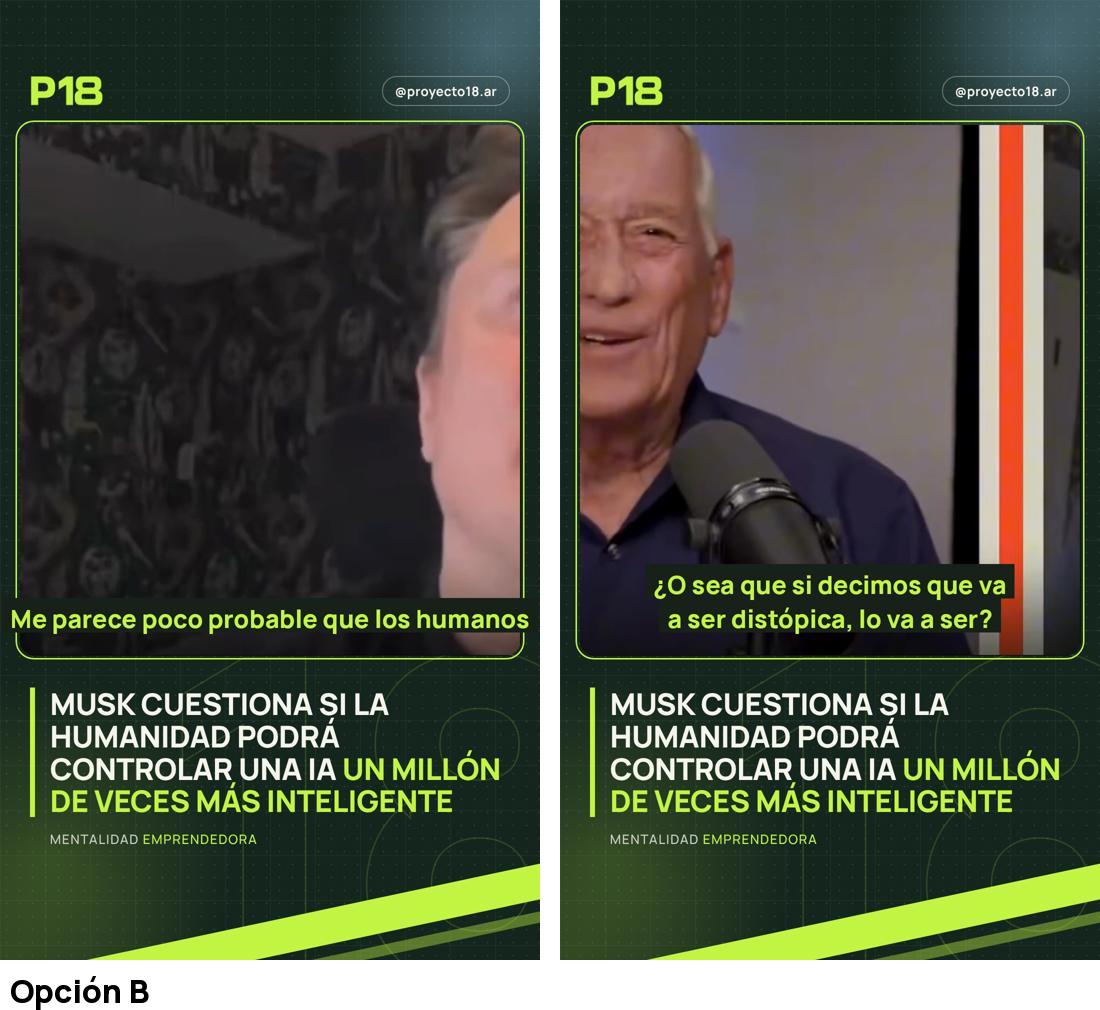 P18
@proyecto18.ar
Me parece poco probable que los humanos
MUSK CUESTIONA SI LA
HUMANIDAD PODRÁ
CONTROLAR UNA IA UN MILLÓN
DE VECES MÁS INTELIGENTE
MENTALIDAD EMPRENDEDORA
P18
@proyecto18.ar
¿O sea que si decimos que va
a ser distópica, lo va a ser?
MUSK CUESTIONA SI LA
HUMANIDAD PODRÁ
CONTROLAR UNA IA UN MILLÓN
DE VECES MÁS INTELIGENTE
MENTALIDAD EMPRENDEDORA
Opción B